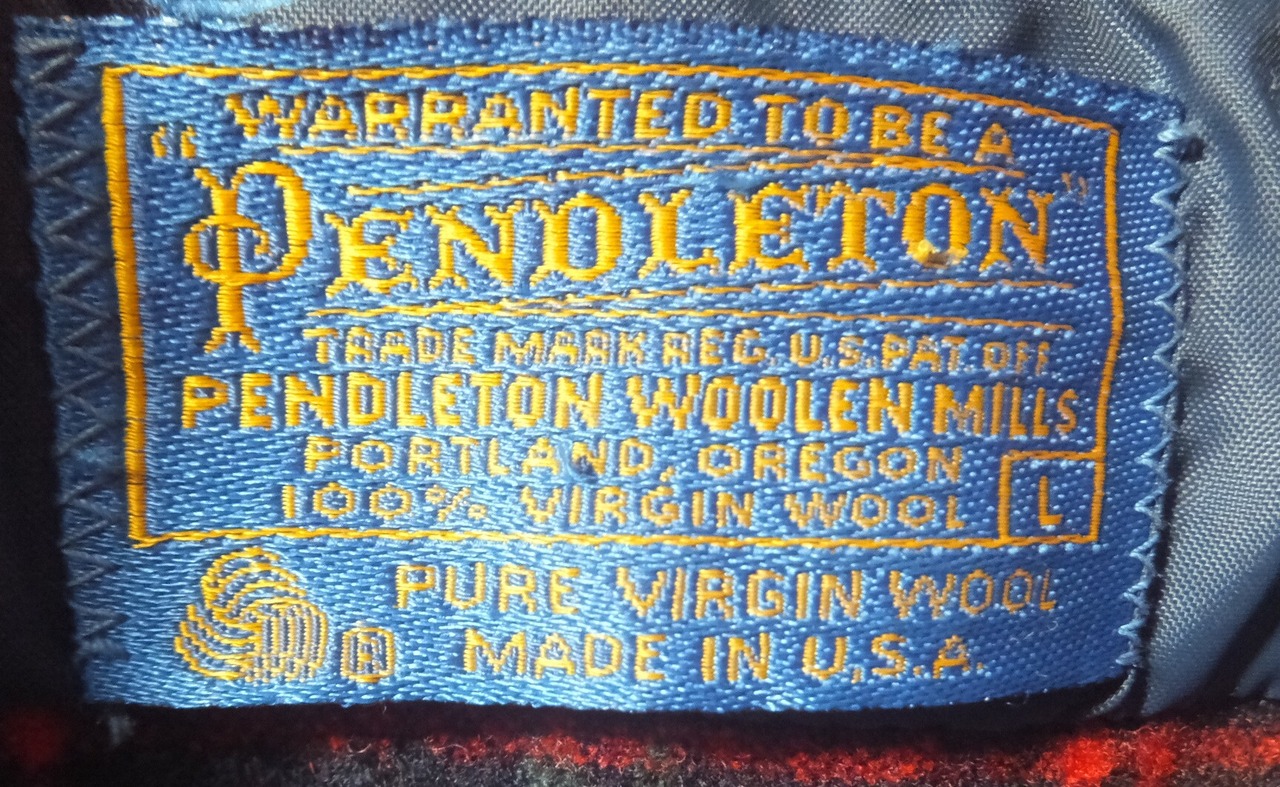 WARRANTED TO BE A
"PENDLETON"
TRADE MARK REG. U.S. PAT. OFF.
PENDLETON WOOLEN MILLS
PORTLAND, OREGON
100% VIRGIN WOOL L
PURE VIRGIN WOOL
® MADE IN U.S.A.